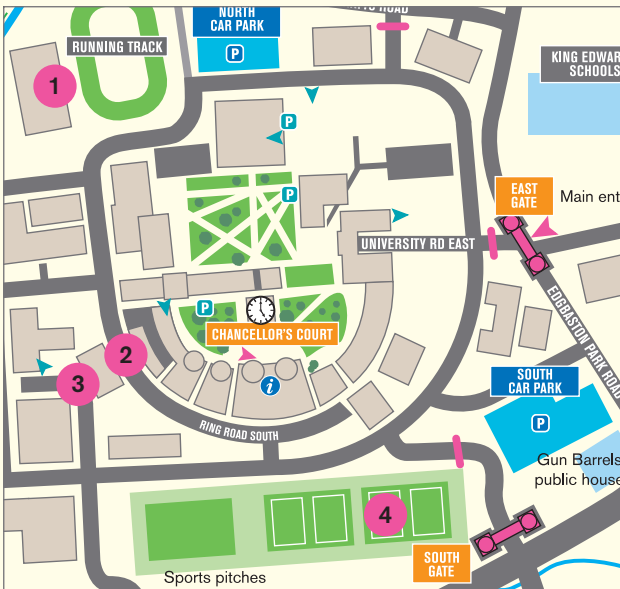 NORTH
CAR PARK
P
RUNNING TRACK
1
KING EDWAR
SCHOOLS
P
P
EAST
GATE
Main ent
UNIVERSITY RD EAST
EDGBASTON PARK ROAD
P
CHANCELLOR'S COURT
2
3
i
SOUTH
CAR PARK
P
RING ROAD SOUTH
Gun Barrels
public house
4
SOUTH
GATE
Sports pitches